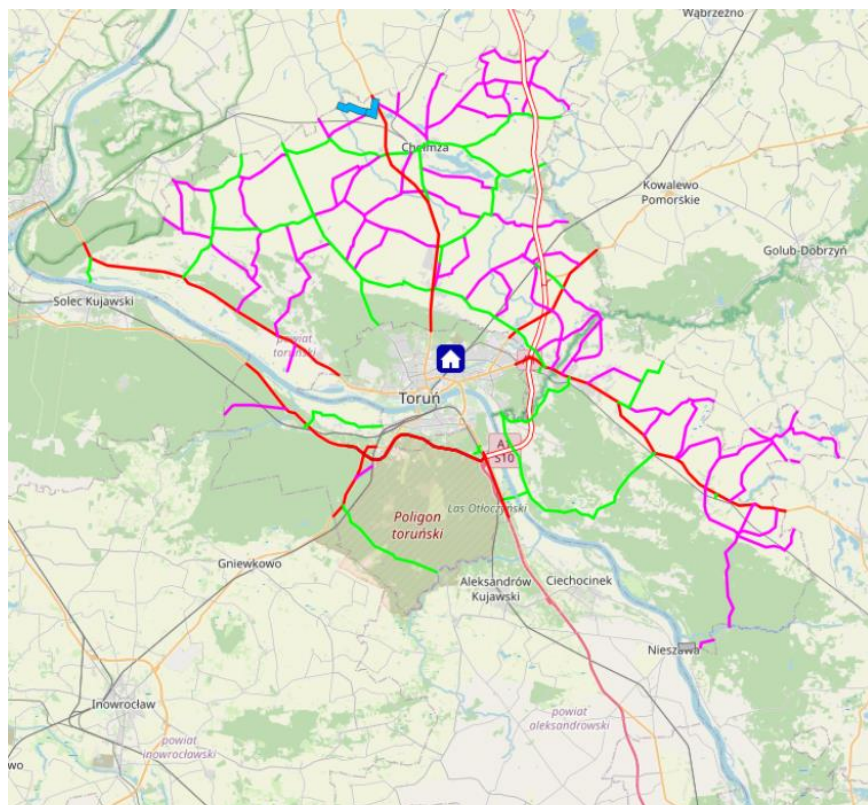 Wąbrzeźno
Chełmża
Kowalewo
Pomorskie
Golub-Dobrzyń
Solec Kujawski
powiat
toruński
Toruń
A1
S10
Las Otłoczyński
Poligon
toruński
Gniewkowo
Aleksandrów
Kujawski
Ciechocinek
Nieszawa
Inowrocław
powiat
aleksandrowski
powiat
inowrocławski
wo